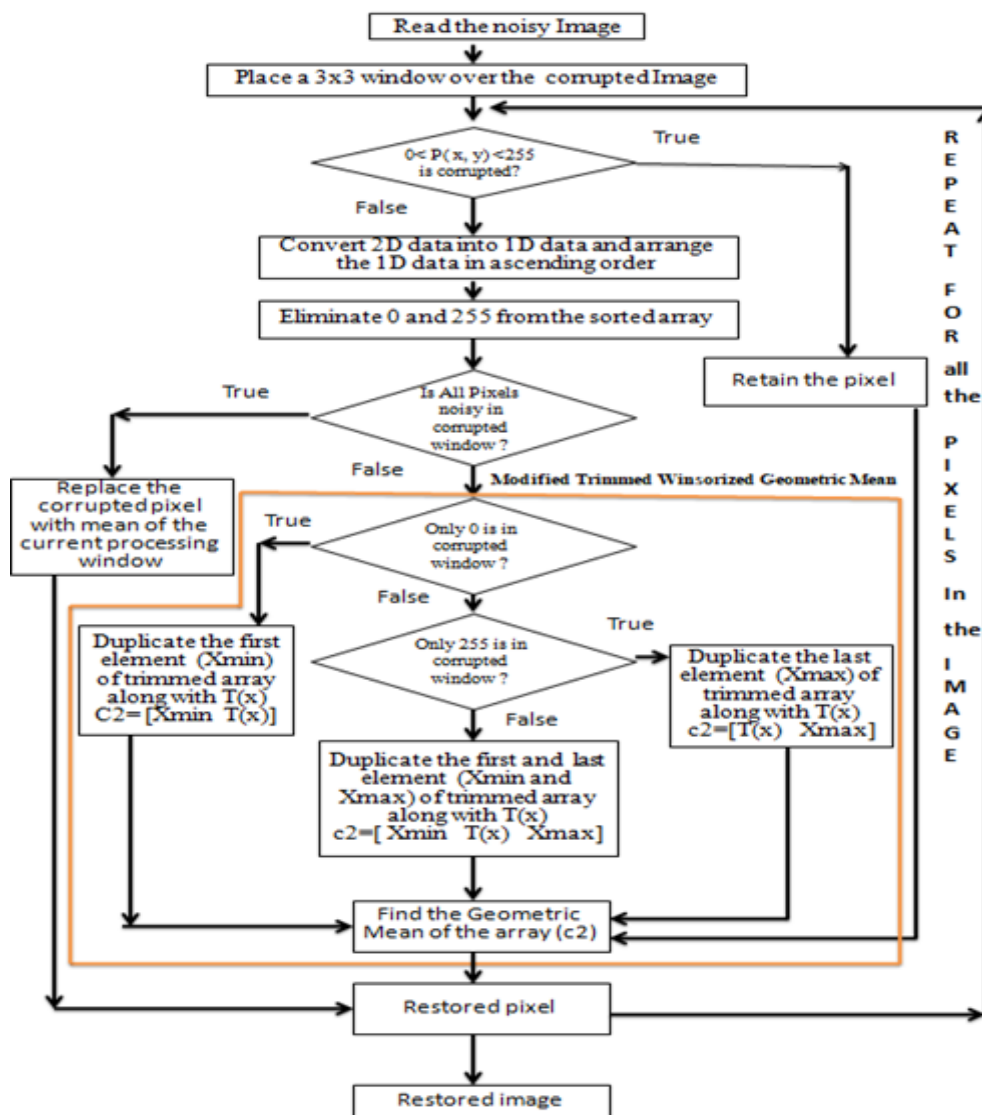 Read the noisy Image
Place a 3x3 window over the corrupted Image
0< P( x, y) <255
is corrupted?
True
False
Convert 2D data into 1D data and arrange
the 1D data in ascending order
Eliminate 0 and 255 from the sorted array
Retain the pixel
Is All Pixels
noisy in
corrupted
window ?
True
False
Replace the
corrupted pixel
with mean of the
current processing
window
Modified Trimmed Winsorized Geometric Mean
Only 0 is in
corrupted
window ?
True
False
Duplicate the first
element (Xmin)
of trimmed array
along with T(x)
C2= [Xmin T(x)]
Only 255 is in
corrupted
window ?
True
False
Duplicate the last
element (Xmax) of
trimmed array
along with T(x)
c2=[T(x) Xmax]
Duplicate the first and last
element (Xmin and
Xmax) of trimmed array
along with T(x)
c2=[ Xmin T(x) Xmax]
Find the Geometric
Mean of the array (c2)
Restored pixel
Restored image
R
E
P
E
A
T
F
O
R
all
the
P
I
X
E
L
S
In
the
I
M
A
G
E